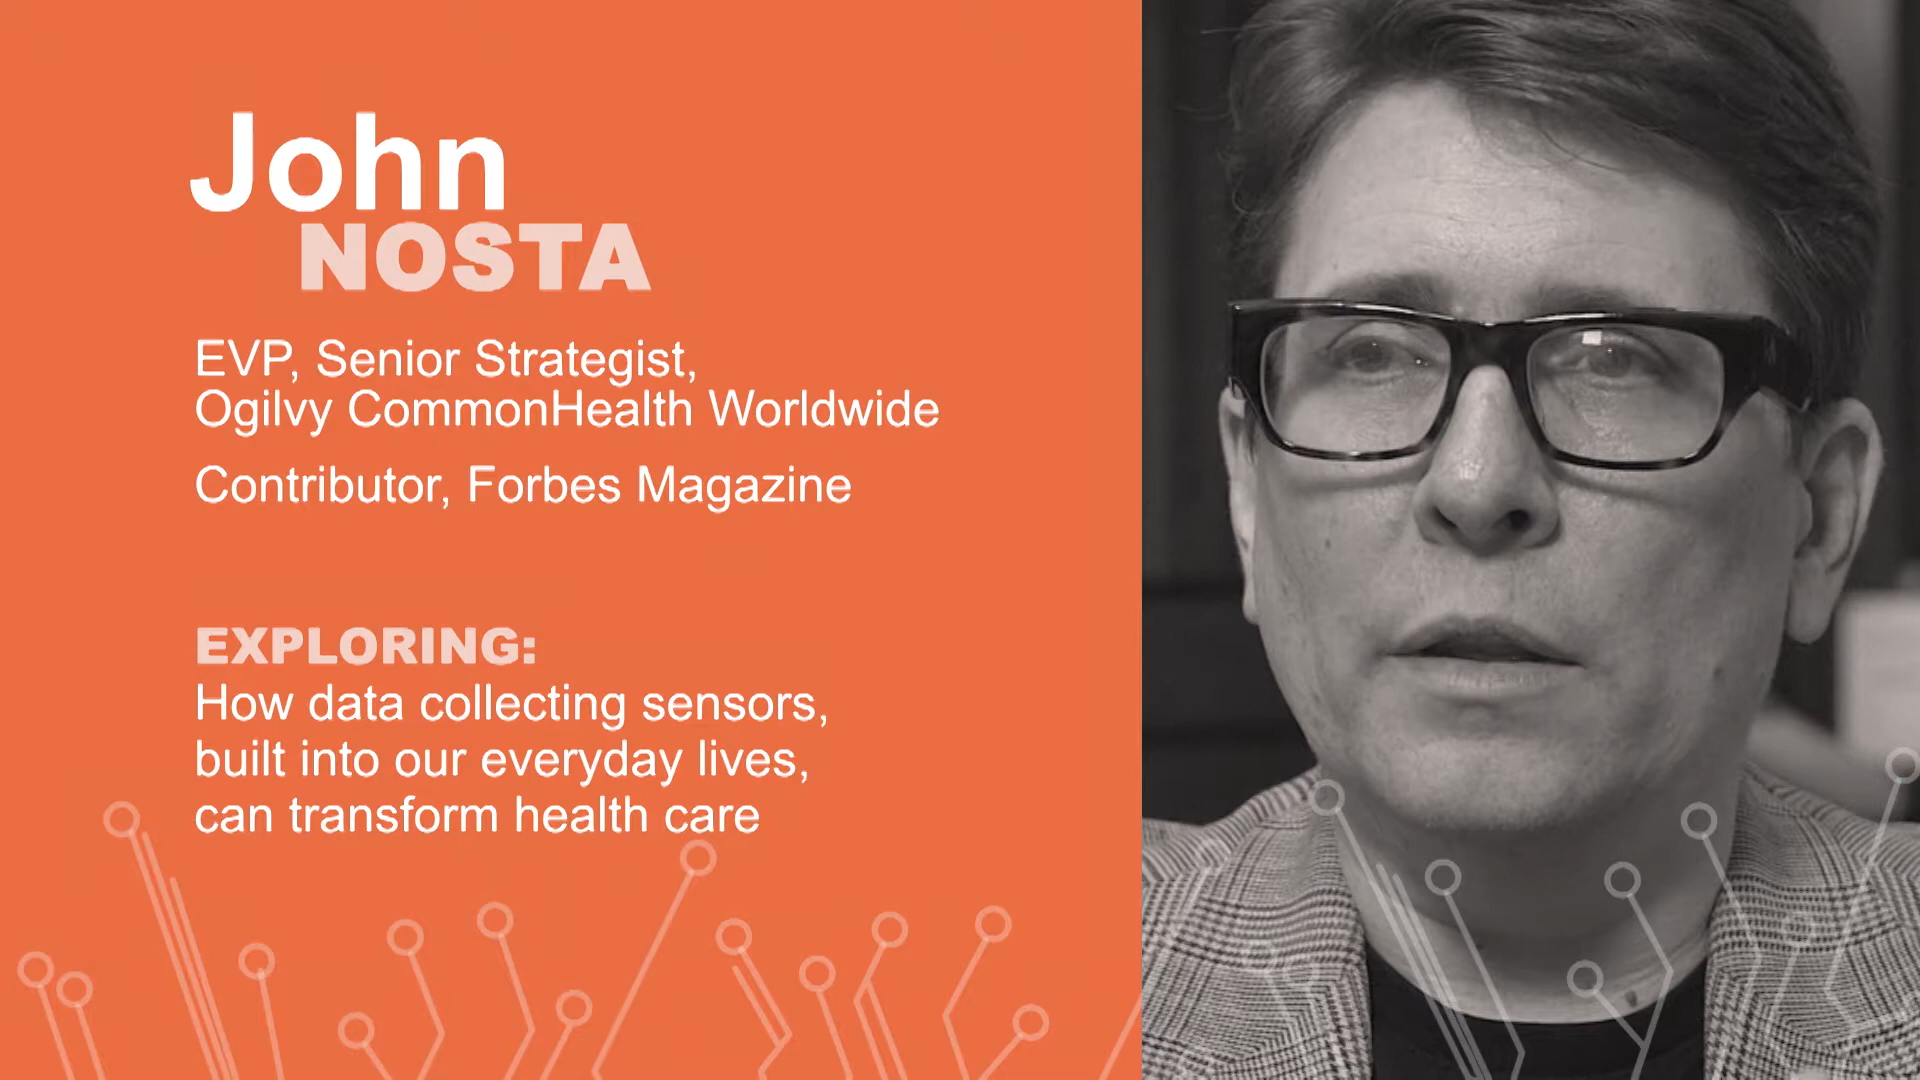 John
NOSTA
EVP, Senior Strategist,
Ogilvy CommonHealth Worldwide
Contributor, Forbes Magazine
EXPLORING:
How data collecting sensors,
built into our everyday lives,
can transform health care